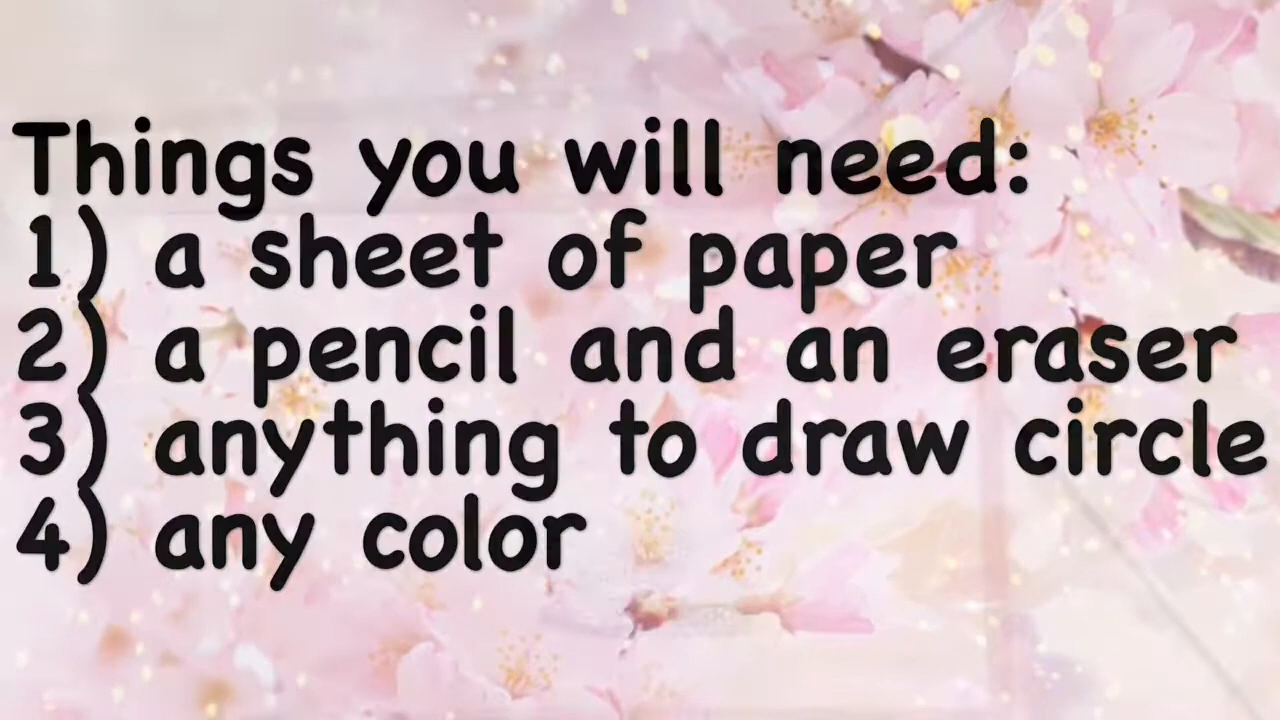 Things you will need:
1) a sheet of paper
2) a pencil and an eraser
3) anything to draw circle
4) any color